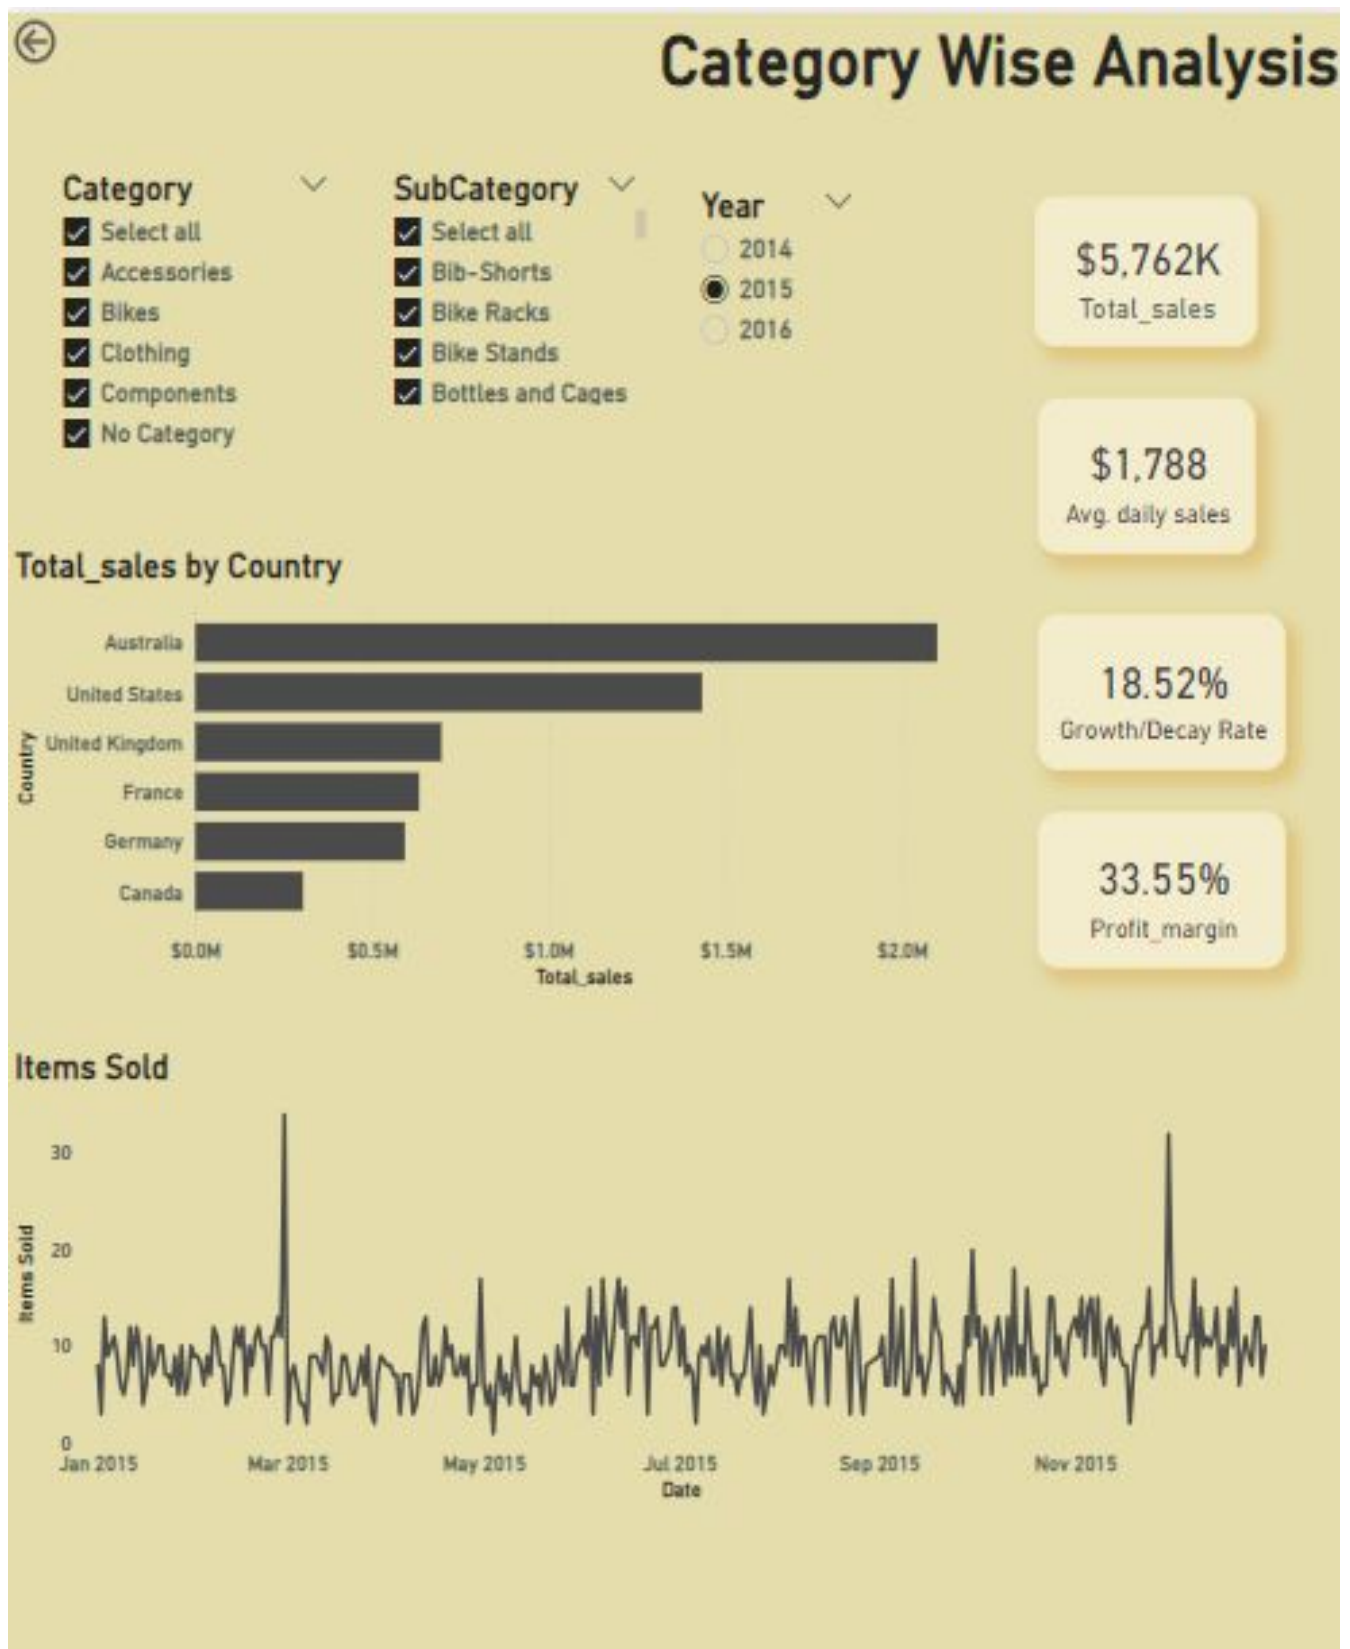 Category Wise Analysis
Category
Select all
Accessories
Bikes
Clothing
Components
No Category
SubCategory
Select all
Bib-Shorts
Bike Racks
Bike Stands
Bottles and Cages
Year
2014
2015
2016
$5,762K
Total_sales
$1,788
Avg. daily sales
18.52%
Growth/Decay Rate
33.55%
Profit_margin
Total_sales by Country
Country
Australia
United States
United Kingdom
France
Germany
Canada
$0.0M $0.5M $1.0M $1.5M $2.0M
Total_sales
Items Sold
Items Sold
30
20
10
0
Jan 2015 Mar 2015 May 2015 Jul 2015 Sep 2015 Nov 2015
Date